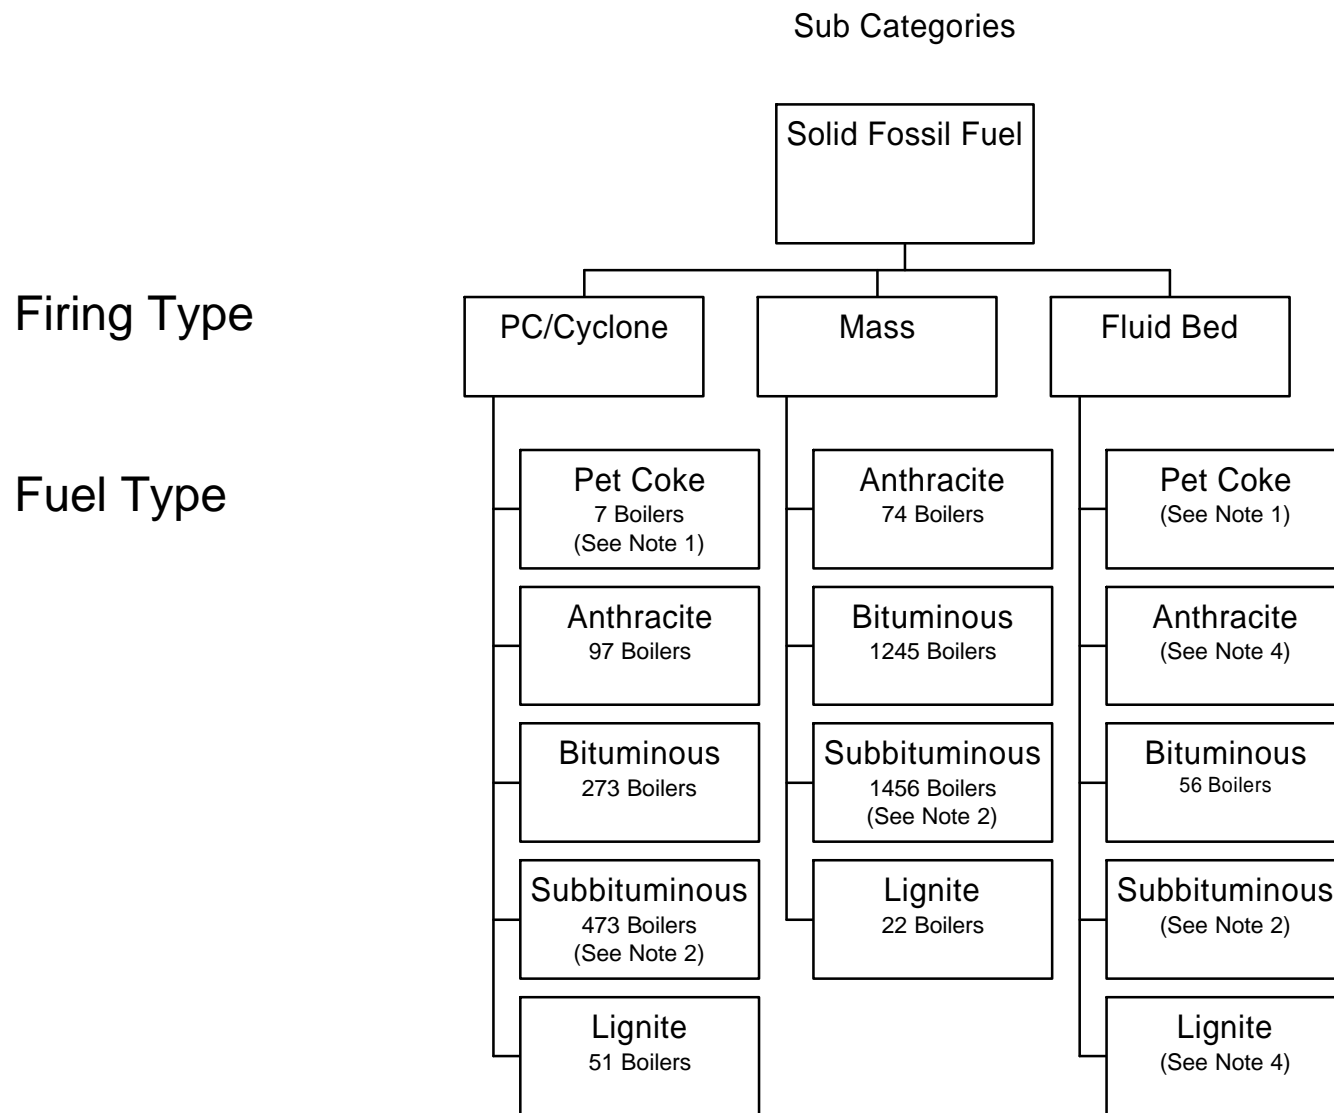 Sub Categories
Solid Fossil Fuel
Firing Type
PC/Cyclone
Mass
Fluid Bed
Fuel Type
Pet Coke
7 Boilers
(See Note 1)
Anthracite
97 Boilers
Bituminous
273 Boilers
Subbituminous
473 Boilers
(See Note 2)
Lignite
51 Boilers
Anthracite
74 Boilers
Bituminous
1245 Boilers
Subbituminous
1456 Boilers
(See Note 2)
Lignite
22 Boilers
Pet Coke
(See Note 1)
Anthracite
(See Note 4)
Bituminous
56 Boilers
Subbituminous
(See Note 2)
Lignite
(See Note 4)